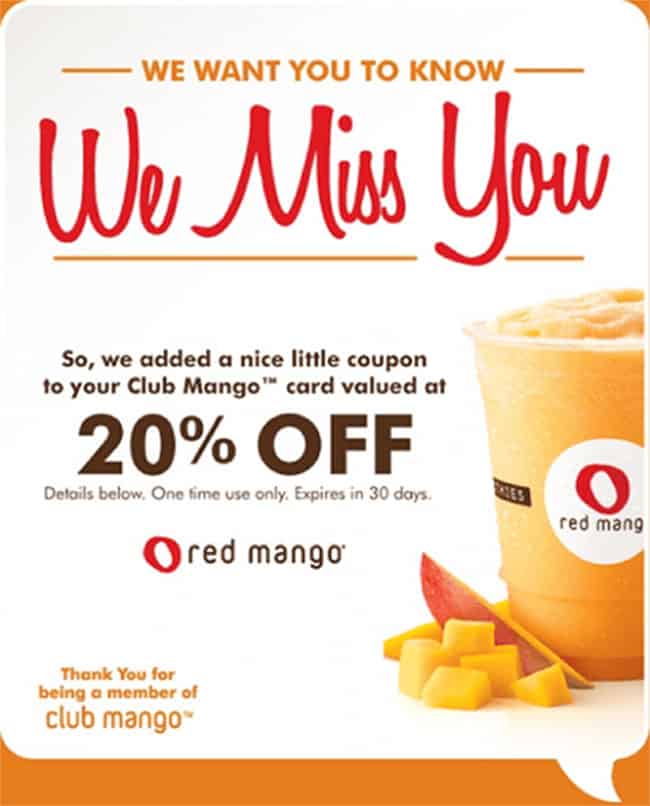 WE WANT YOU TO KNOW
We Miss You
So, we added a nice little coupon
to your Club Mango™ card valued at
20% OFF
Details below. One time use only. Expires in 30 days.
red mango
red mang
Thank You for
being a member of
club mango™